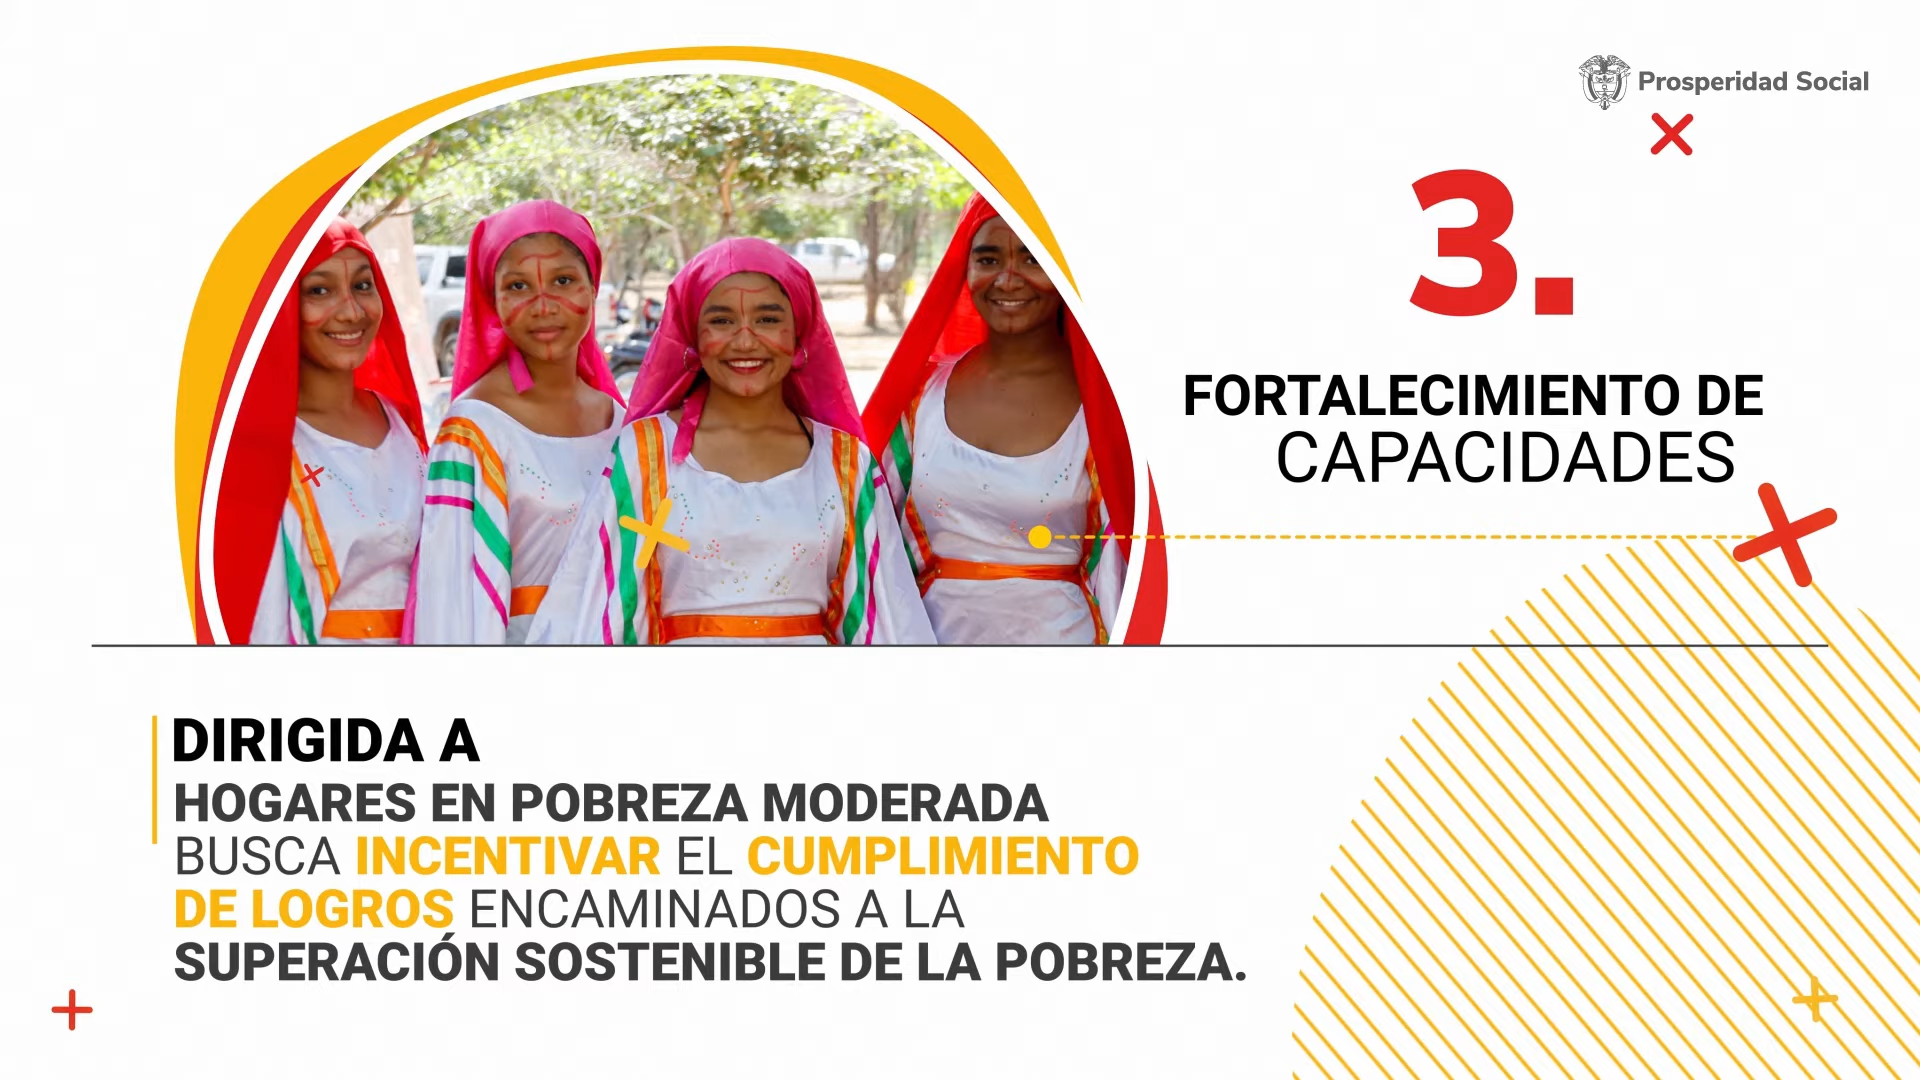 Prosperidad Social
3.
FORTALECIMIENTO DE
CAPACIDADES
DIRIGIDA A
HOGARES EN POBREZA MODERADA
BUSCA INCENTIVAR EL CUMPLIMIENTO
DE LOGROS ENCAMINADOS A LA
SUPERACIÓN SOSTENIBLE DE LA POBREZA.